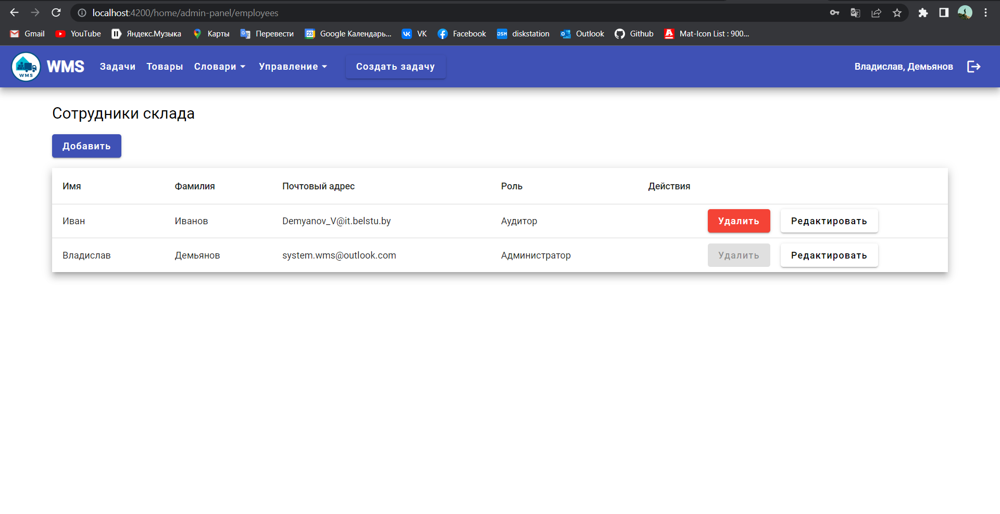 localhost:4200/home/admin-panel/employees
Gmail YouTube Яндекс.Музыка Карты Перевести 23 Google Календарь... VK Facebook DSM diskstation Outlook Github Mat-Icon List : 900...
WMS WMS Задачи Товары Словари Управление Создать задачу Владислав, Демьянов
Сотрудники склада
Добавить
Имя Фамилия Почтовый адрес Роль Действия
Иван Иванов Demyanov_V@it.belstu.by Аудитор Удалить Редактировать
Владислав Демьянов system.wms@outlook.com Администратор Удалить Редактировать